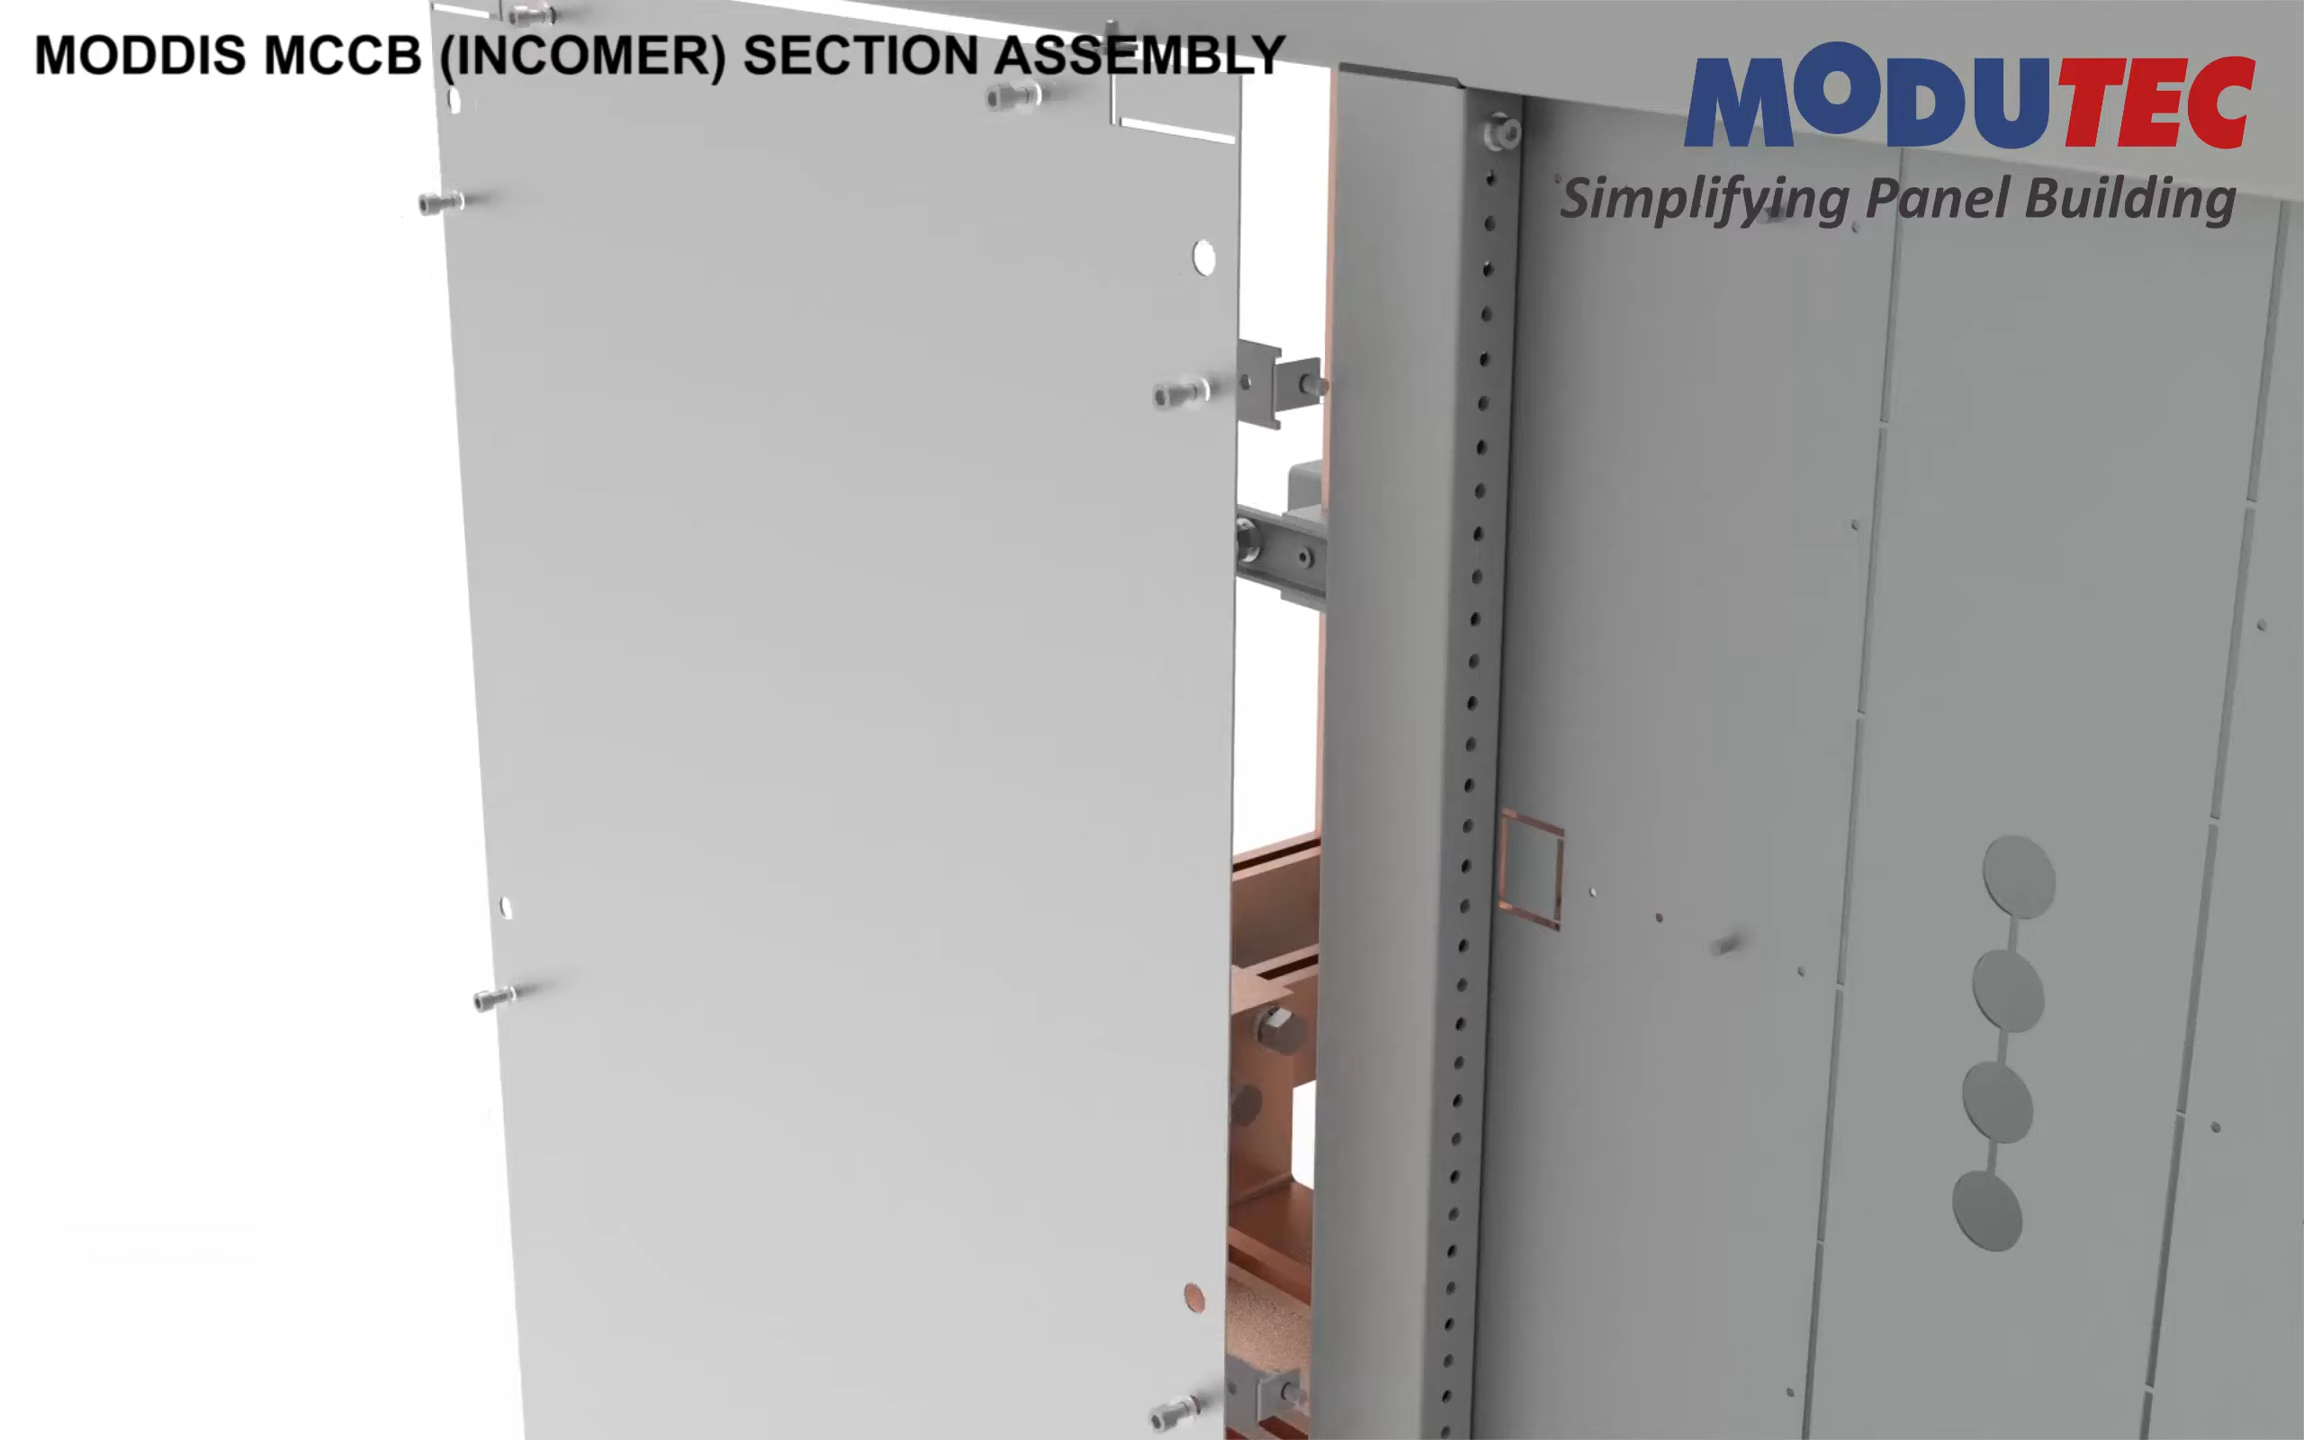 MODDIS MCCB (INCOMER) SECTION ASSEMBLY
MODUTEC
Simplifying Panel Building